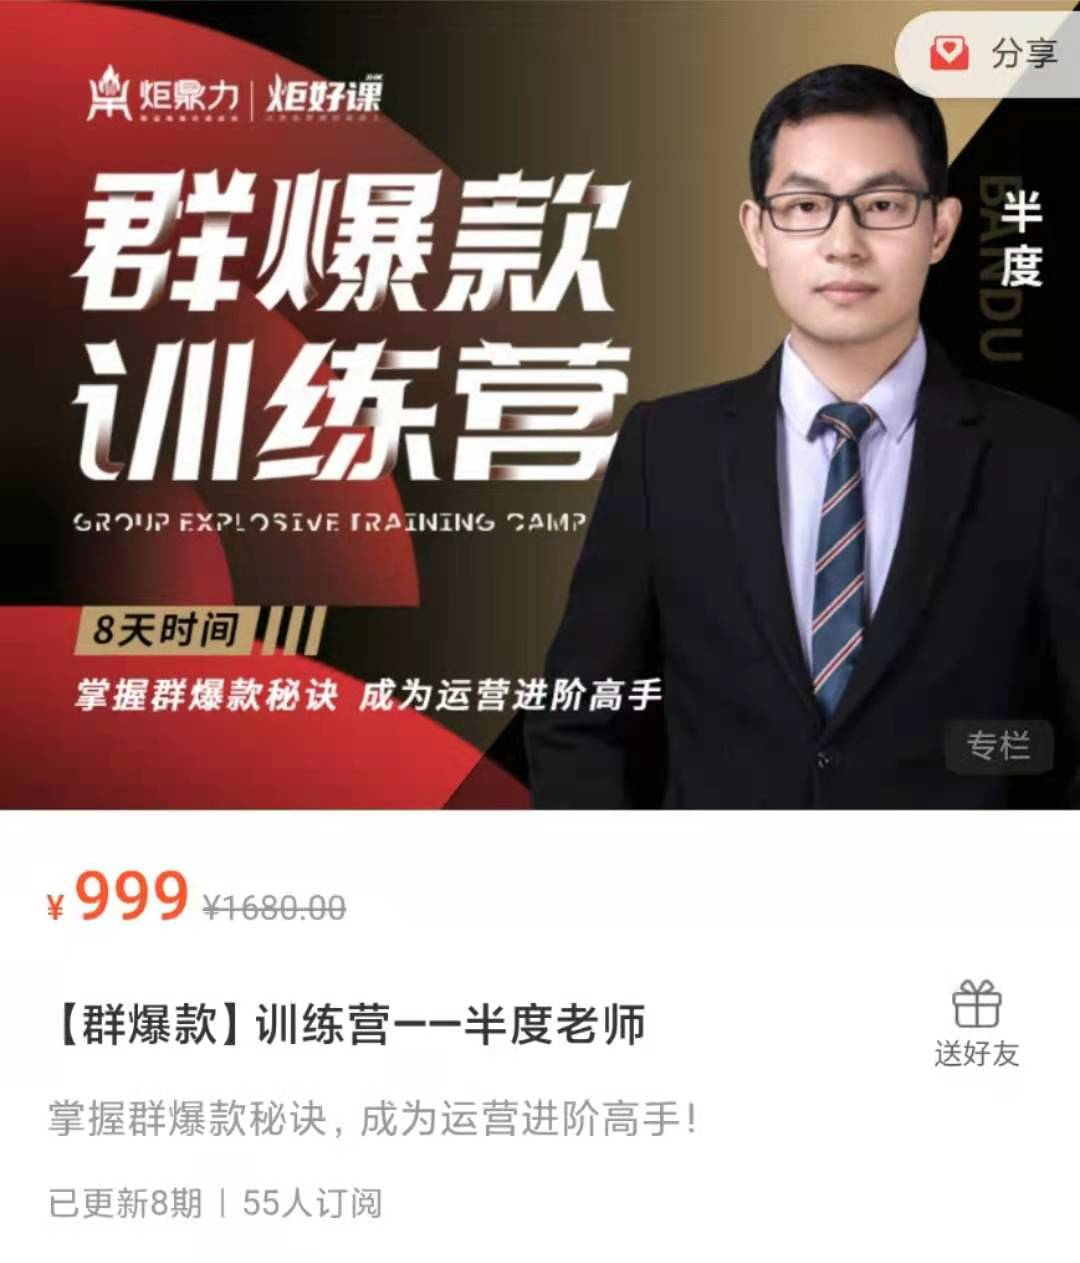 分享
炬鼎力 炬好课
群爆款
训练营
GROUP EXPLOSIVE TRAINING CAMP
半度
BANDU
8天时间
掌握群爆款秘诀 成为运营进阶高手
专栏
¥999 ¥1680.00
【群爆款】训练营——半度老师
送好友
掌握群爆款秘诀，成为运营进阶高手！
已更新8期 | 55人订阅